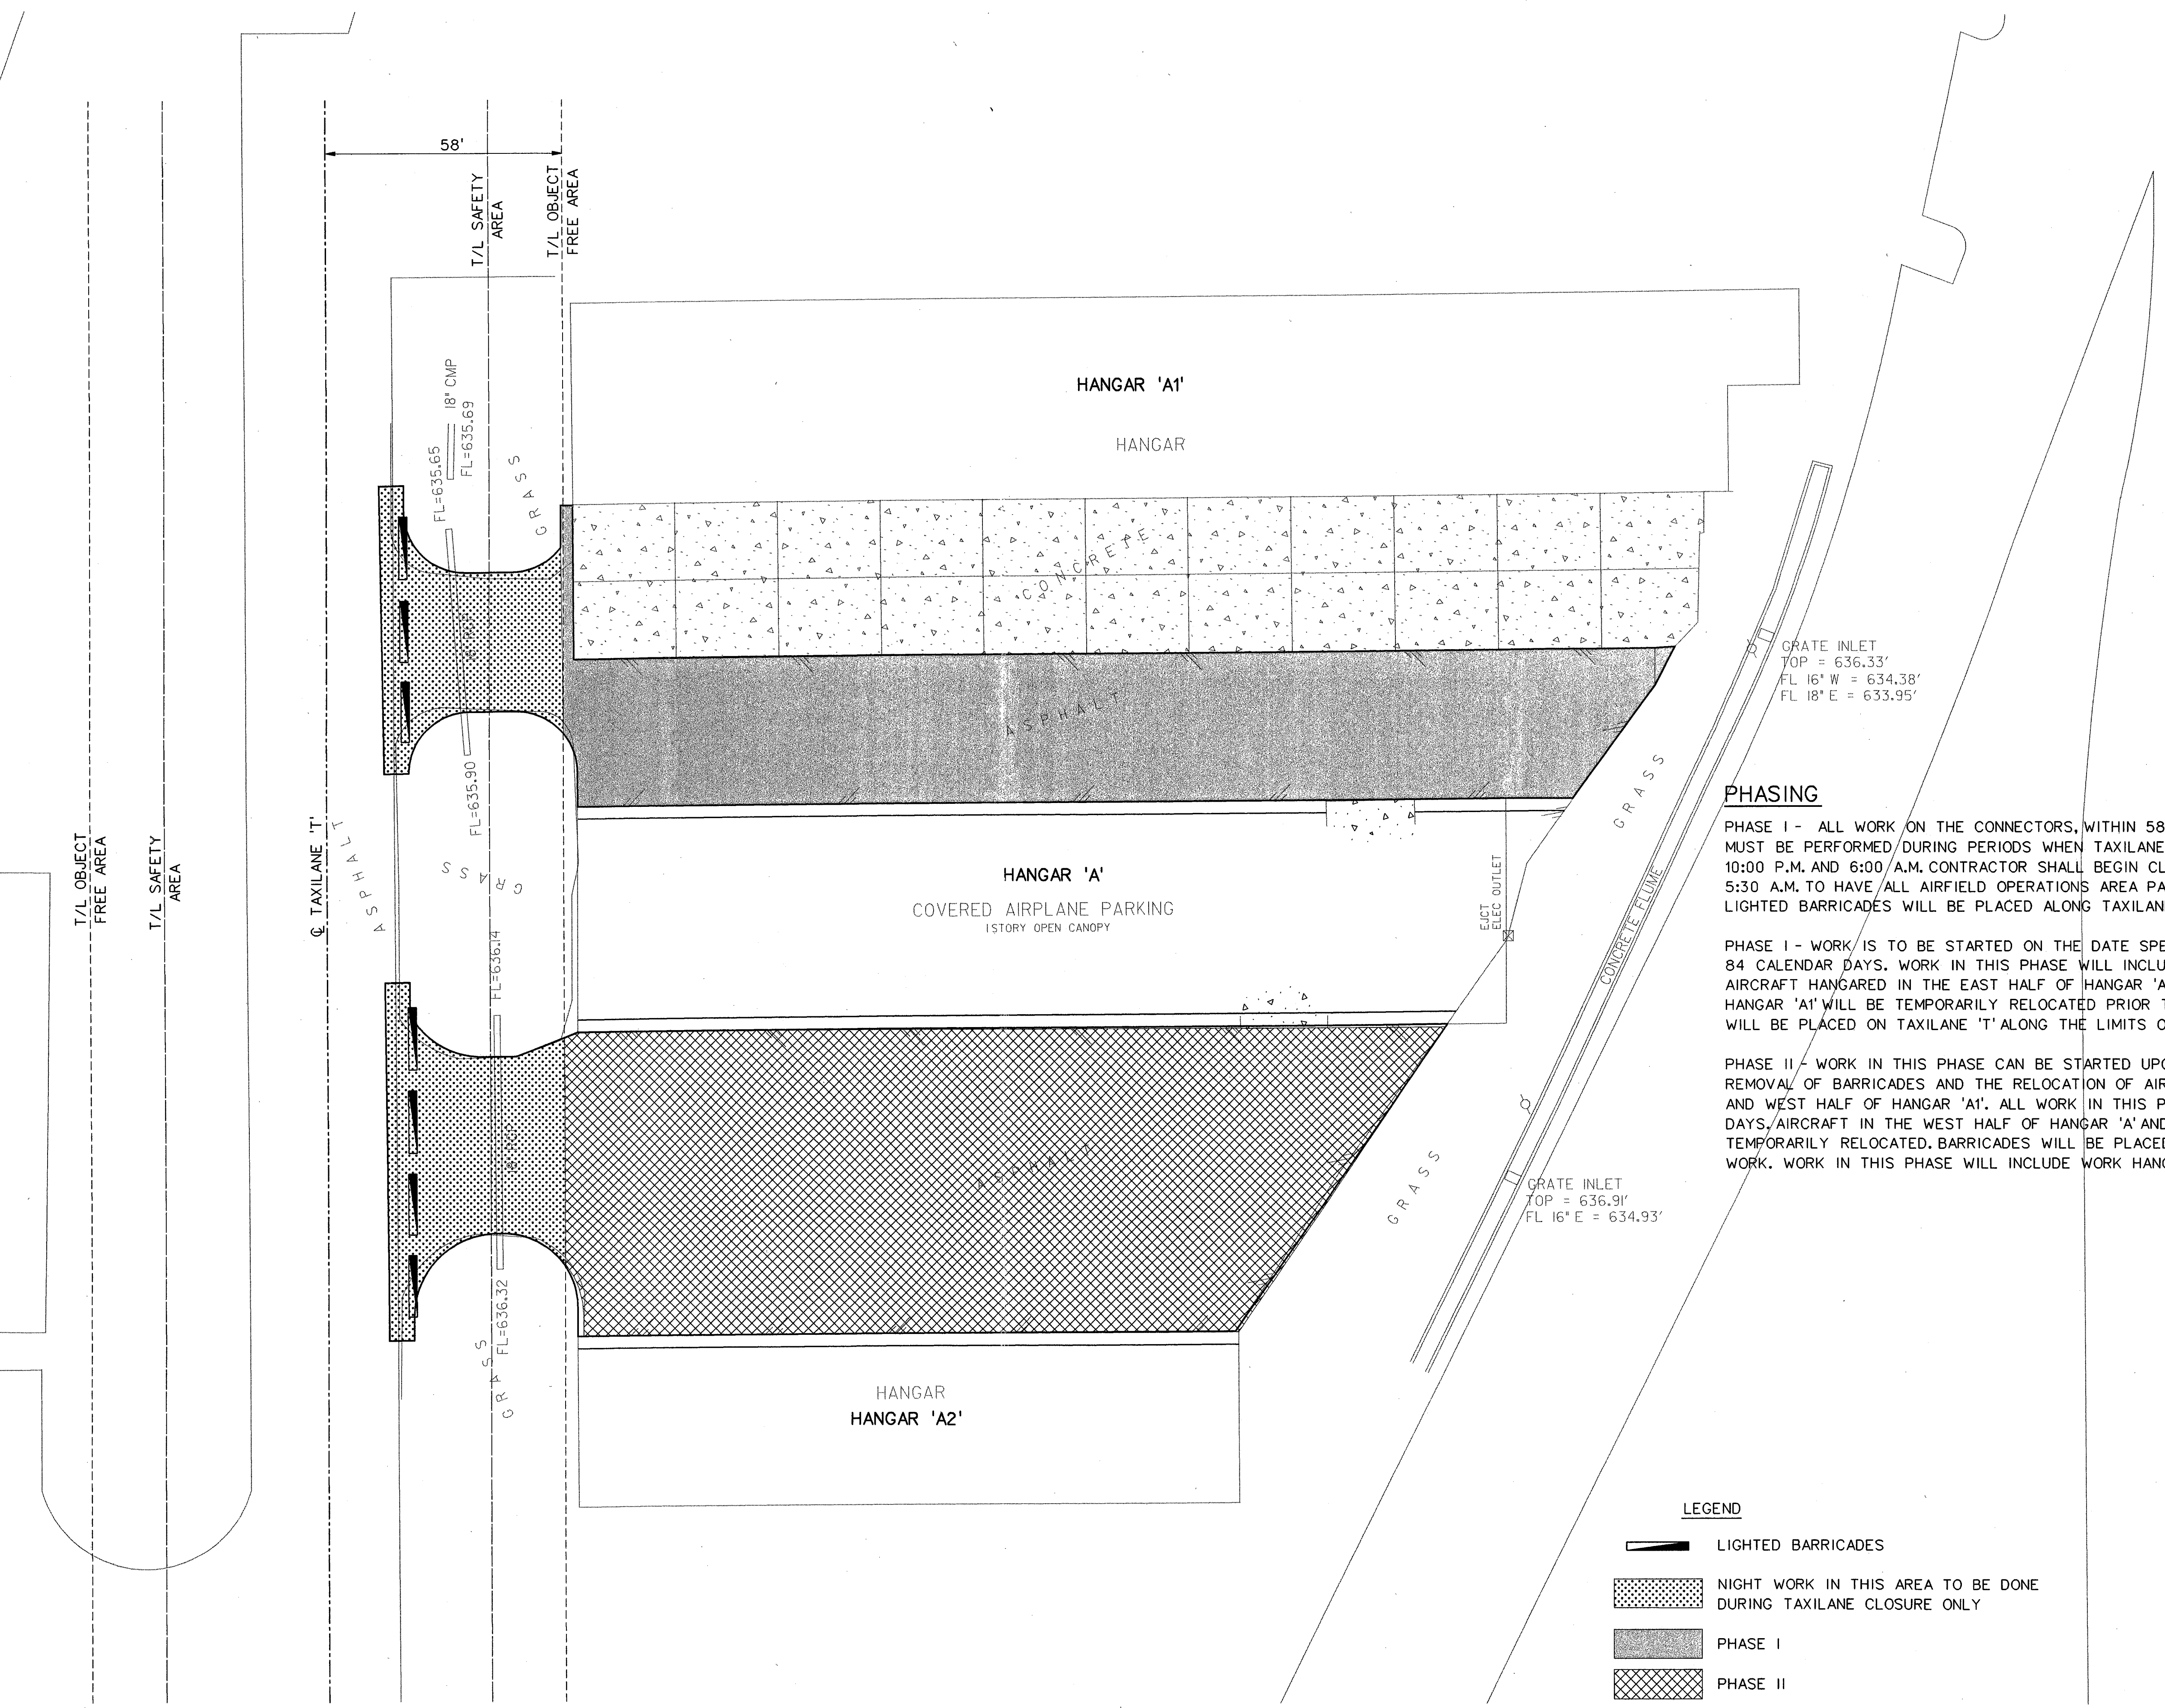 58'
T/L SAFETY
AREA
T/L OBJECT
FREE AREA
HANGAR 'A1'
HANGAR
18" CMP
FL=635.69
FL=635.65
GRASS
CONCRETE
ASPHALT
FL=635.90
GRASS
ASPHALT
℄ TAXILANE 'T'
T/L OBJECT
FREE AREA
T/L SAFETY
AREA
HANGAR 'A'
COVERED AIRPLANE PARKING
1STORY OPEN CANOPY
EJCT
ELEC OUTLET
GRASS
CONCRETE FLUME
GRATE INLET
TOP = 636.33'
FL 16" W = 634.38'
FL 18" E = 633.95'
FL=636.14
ASPHALT
GRASS
GRATE INLET
TOP = 636.91'
FL 16" E = 634.93'
FL=636.32
GRASS
HANGAR
HANGAR 'A2'
PHASING
PHASE I - ALL WORK ON THE CONNECTORS, WITHIN 58
MUST BE PERFORMED DURING PERIODS WHEN TAXILANE
10:00 P.M. AND 6:00 A.M. CONTRACTOR SHALL BEGIN CL
5:30 A.M. TO HAVE ALL AIRFIELD OPERATIONS AREA PA
LIGHTED BARRICADES WILL BE PLACED ALONG TAXILAN
PHASE I - WORK IS TO BE STARTED ON THE DATE SPE
84 CALENDAR DAYS. WORK IN THIS PHASE WILL INCLU
AIRCRAFT HANGARED IN THE EAST HALF OF HANGAR 'A
HANGAR 'A1' WILL BE TEMPORARILY RELOCATED PRIOR T
WILL BE PLACED ON TAXILANE 'T' ALONG THE LIMITS O
PHASE II - WORK IN THIS PHASE CAN BE STARTED UPO
REMOVAL OF BARRICADES AND THE RELOCATION OF AIR
AND WEST HALF OF HANGAR 'A1'. ALL WORK IN THIS P
DAYS. AIRCRAFT IN THE WEST HALF OF HANGAR 'A' AND
TEMPORARILY RELOCATED. BARRICADES WILL BE PLACED
WORK. WORK IN THIS PHASE WILL INCLUDE WORK HANG
LEGEND
LIGHTED BARRICADES
NIGHT WORK IN THIS AREA TO BE DONE
DURING TAXILANE CLOSURE ONLY
PHASE I
PHASE II